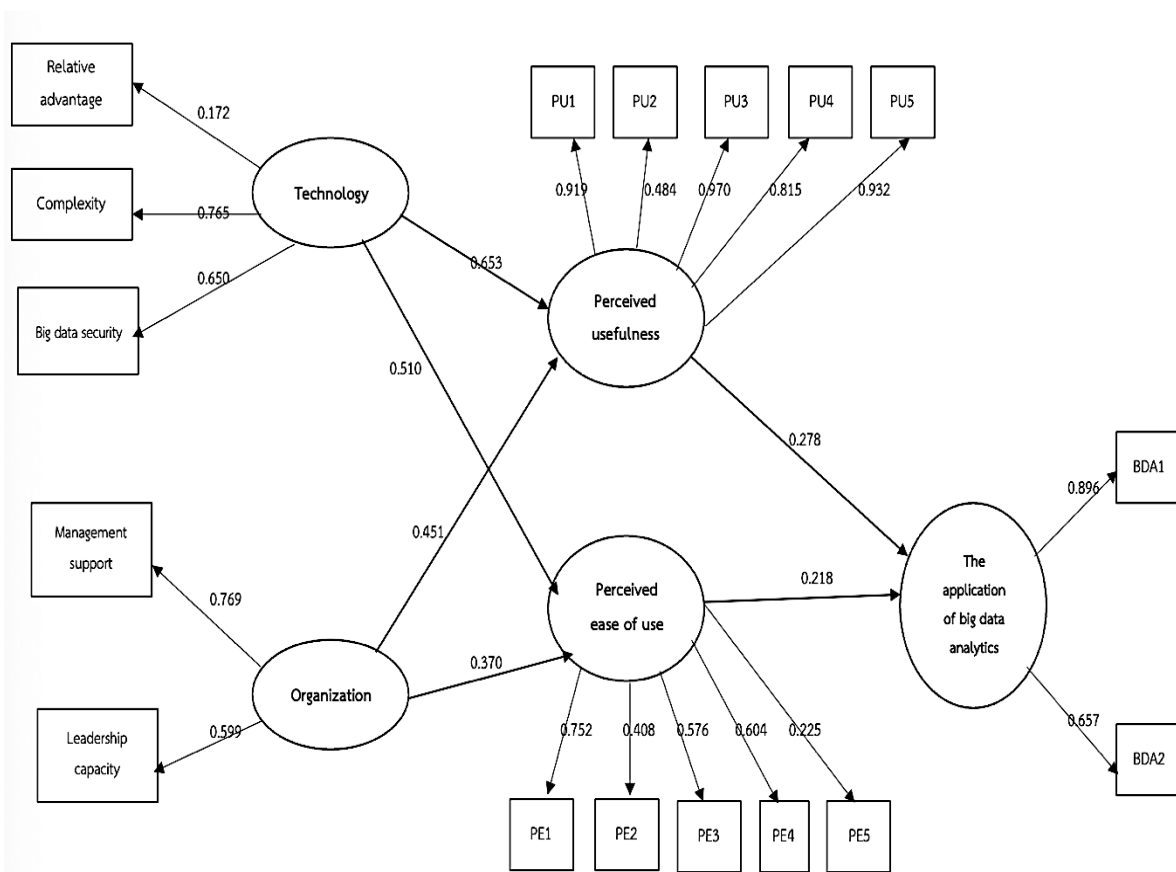 Relative
advantage
0.172
Complexity
0.765
Technology
Big data security
0.650
PU1
PU2
PU3
PU4
PU5
0.919
0.484
0.970
0.815
0.932
0.653
Perceived
usefulness
0.510
0.278
Management
support
0.769
0.451
Organization
0.370
Leadership
capacity
0.599
Perceived
ease of use
0.218
The
application
of big data
analytics
0.896
BDA1
0.657
BDA2
0.752
0.408
0.576
0.604
0.225
PE1
PE2
PE3
PE4
PE5